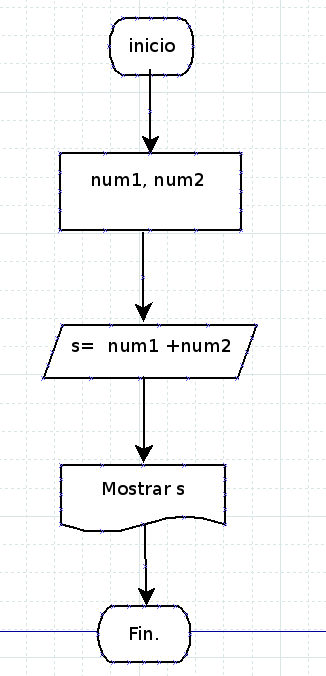 inicio
num1, num2
s=  num1 +num2
Mostrar s
Fin.